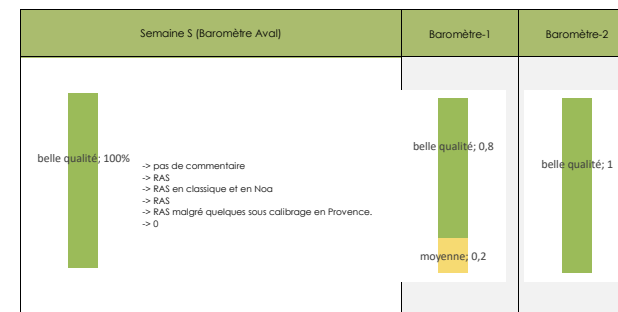 Semaine S (Baromètre Aval)
Baromètre-1
Baromètre-2
belle qualité; 100%
-> pas de commentaire
-> RAS
-> RAS en classique et en Noa
-> RAS
-> RAS malgré quelques sous calibrage en Provence.
-> 0
belle qualité; 0,8
moyenne; 0,2
belle qualité; 1